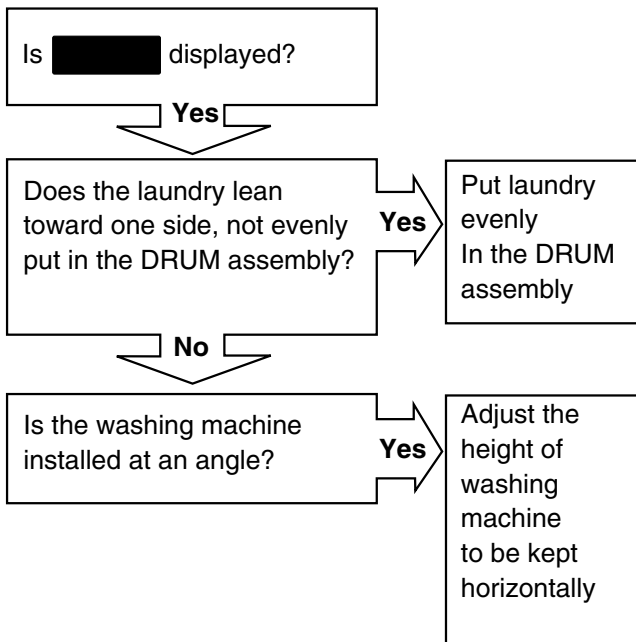 Is displayed?
Yes
Does the laundry lean
toward one side, not evenly
put in the DRUM assembly?
Yes
Put laundry
evenly
In the DRUM
assembly
No
Is the washing machine
installed at an angle?
Yes
Adjust the
height of
washing
machine
to be kept
horizontally